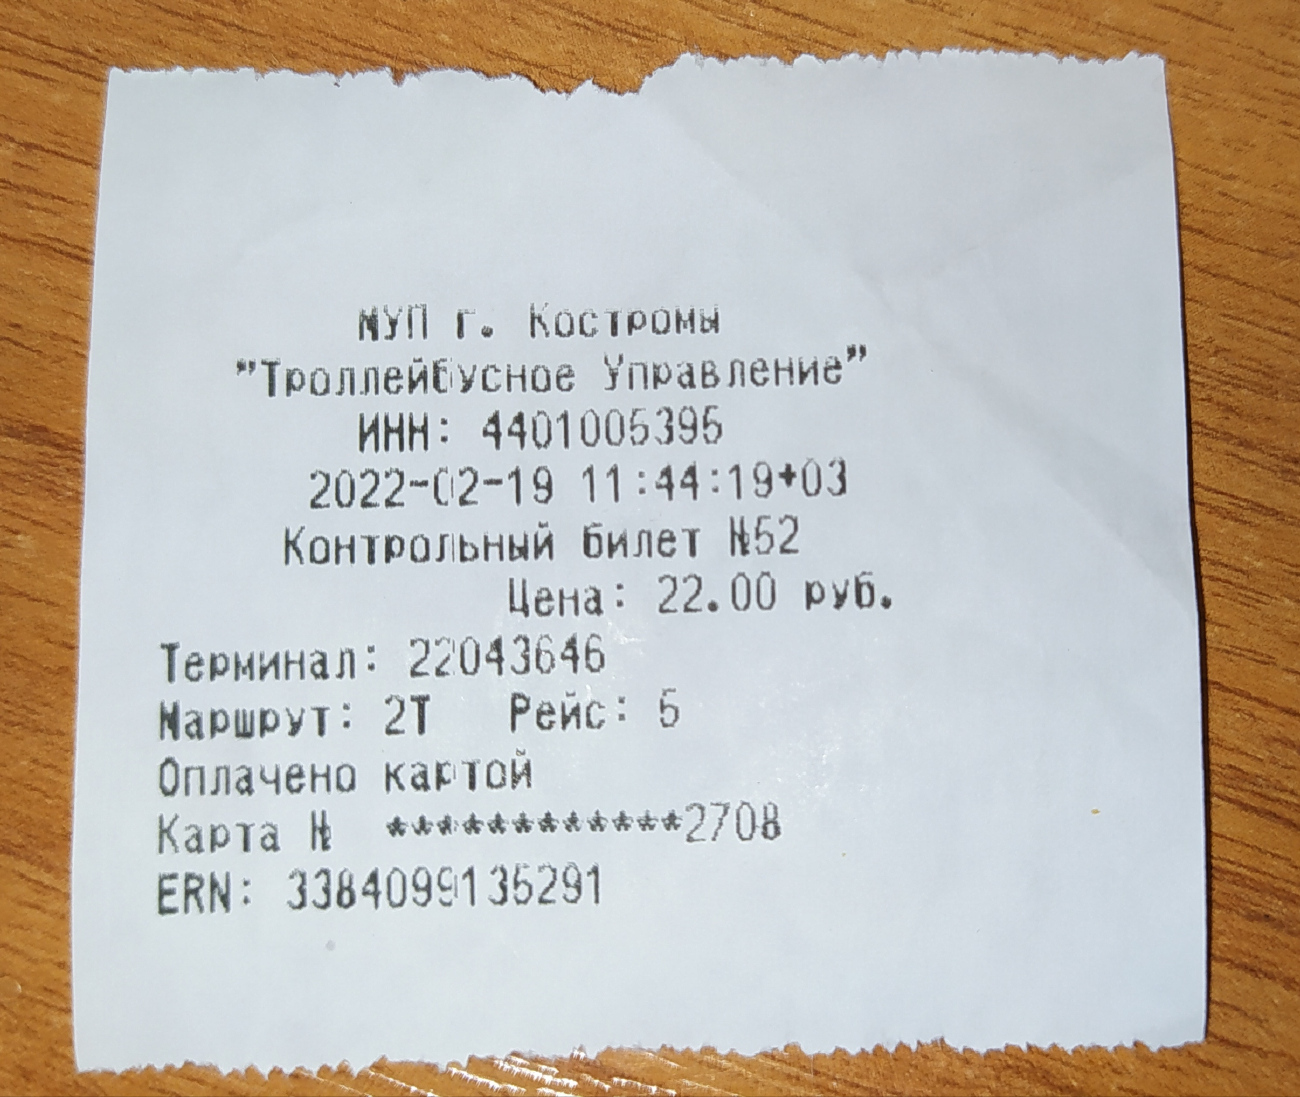 МУП г. Костромы
"Троллейбусное Управление"
ИНН: 4401005395
2022-02-19 11:44:19+03
Контрольный билет №52
Цена: 22.00 руб.
Терминал: 22043646
Маршрут: 2Т Рейс: 5
Оплачено картой
Карта № ************2708
ERN: 3384099135291